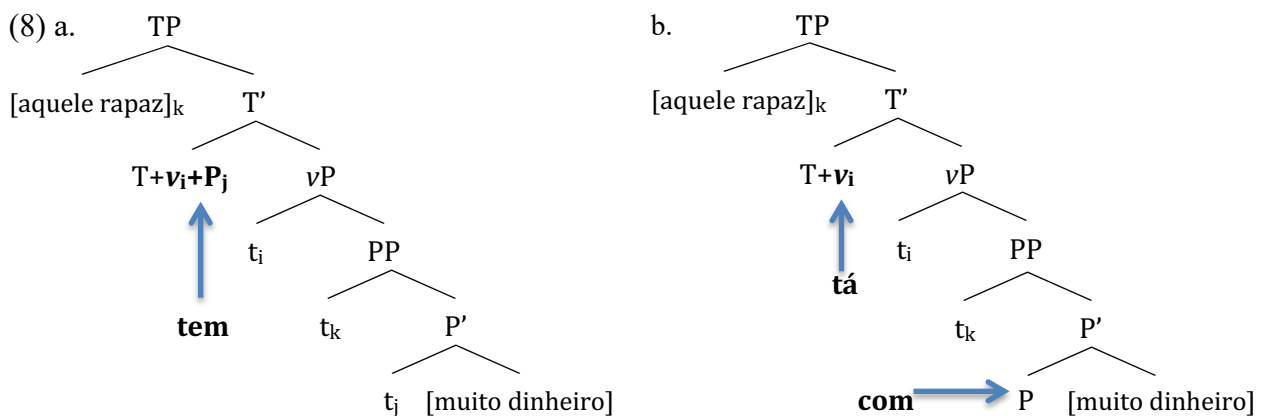 (8) a. TP b. TP
[aquele rapaz]k T’ [aquele rapaz]k T’
T+vi+Pj vP T+vi vP
ti PP ti PP
tem tk P’ tá tk P’
tj [muito dinheiro] com P [muito dinheiro]